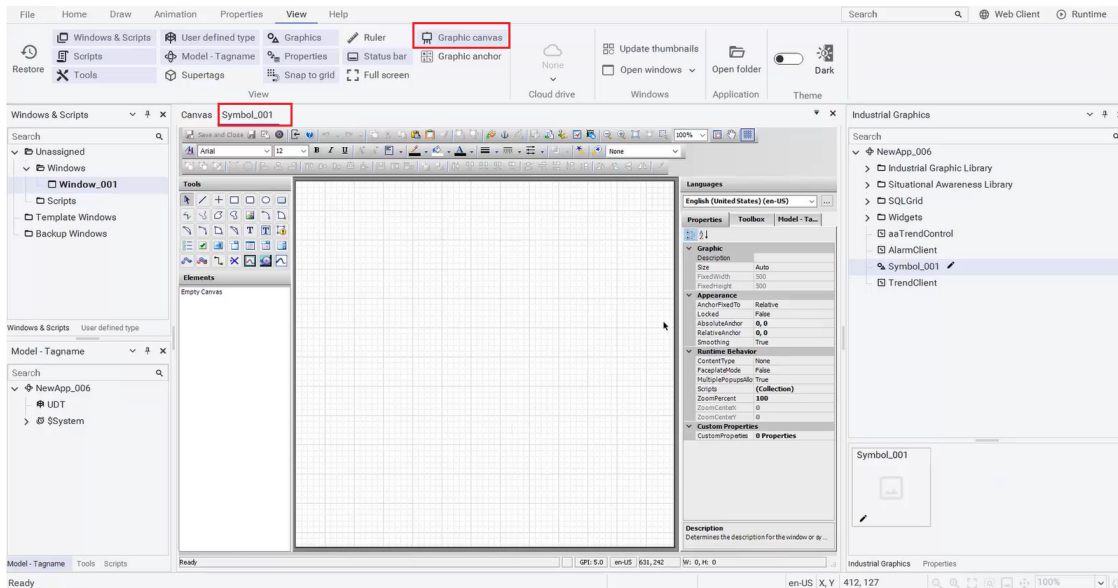 File Home Draw Animation Properties View Help Search Web Client Runtime
Windows & Scripts User defined type Graphics Ruler Graphic canvas
Restore Scripts Model - Tagname Properties Status bar Graphic anchor None Update thumbnails Open windows Open folder Dark
Tools Supertags Snap to grid Full screen
View Cloud drive Windows Application Theme
Windows & Scripts
Search
Unassigned
Windows
Window_001
Scripts
Template Windows
Backup Windows
Windows & Scripts User defined type
Model - Tagname
Search
NewApp_006
UDT
$System
Model - Tagname Tools Scripts
Canvas Symbol_001
Save and Close 100%
Arial 12 B I U None
Tools
Elements
Empty Canvas
Languages
English (United States) (en-US) ...
Properties Toolbox Model - Ta...
Graphic
Description
Size Auto
FixedWidth 500
FixedHeight 500
Appearance
AnchorFixedTo Relative
Locked False
AbsoluteAnchor 0, 0
RelativeAnchor 0, 0
Smoothing True
Runtime Behavior
ContentType None
FaceplateMode False
MultiplePopupsAllo True
Scripts (Collection)
ZoomPercent 100
ZoomCenterX 0
ZoomCenterY 0
Custom Properties
CustomProperties 0 Properties
Description
Determines the description for the window or sy...
Ready GPI: 5.0 en-US 631, 242 W: 0, H: 0
Industrial Graphics
Search
NewApp_006
Industrial Graphic Library
Situational Awareness Library
SQLGrid
Widgets
aaTrendControl
AlarmClient
Symbol_001
TrendClient
Symbol_001
Industrial Graphics Properties
Ready en-US X, Y 412, 127 100%